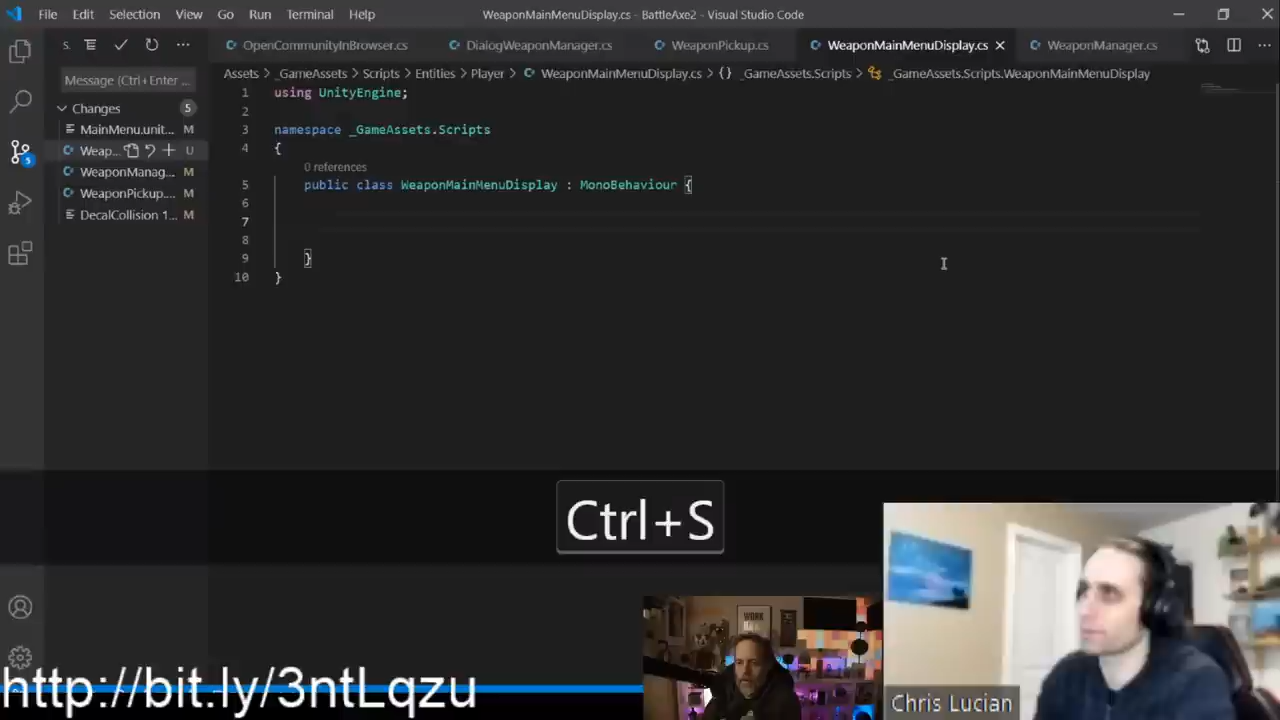 File Edit Selection View Go Run Terminal Help WeaponMainMenuDisplay.cs - BattleAxe2 - Visual Studio Code
S. OpenCommunityInBrowser.cs DialogWeaponManager.cs WeaponPickup.cs WeaponMainMenuDisplay.cs WeaponManager.cs
Assets > _GameAssets > Scripts > Entities > Player > WeaponMainMenuDisplay.cs > {} _GameAssets.Scripts > _GameAssets.Scripts.WeaponMainMenuDisplay
Message (Ctrl+Enter ...
Changes 5
MainMenu.unit... M
Weap... U
WeaponManag... M
WeaponPickup.... M
DecalCollision 1... M
1 using UnityEngine;
2
3 namespace _GameAssets.Scripts
4 {
0 references
5 public class WeaponMainMenuDisplay : MonoBehaviour {
6
7
8
9 }
10 }
Ctrl+S
WORK
http://bit.ly/3ntLqzu
Chris Lucian